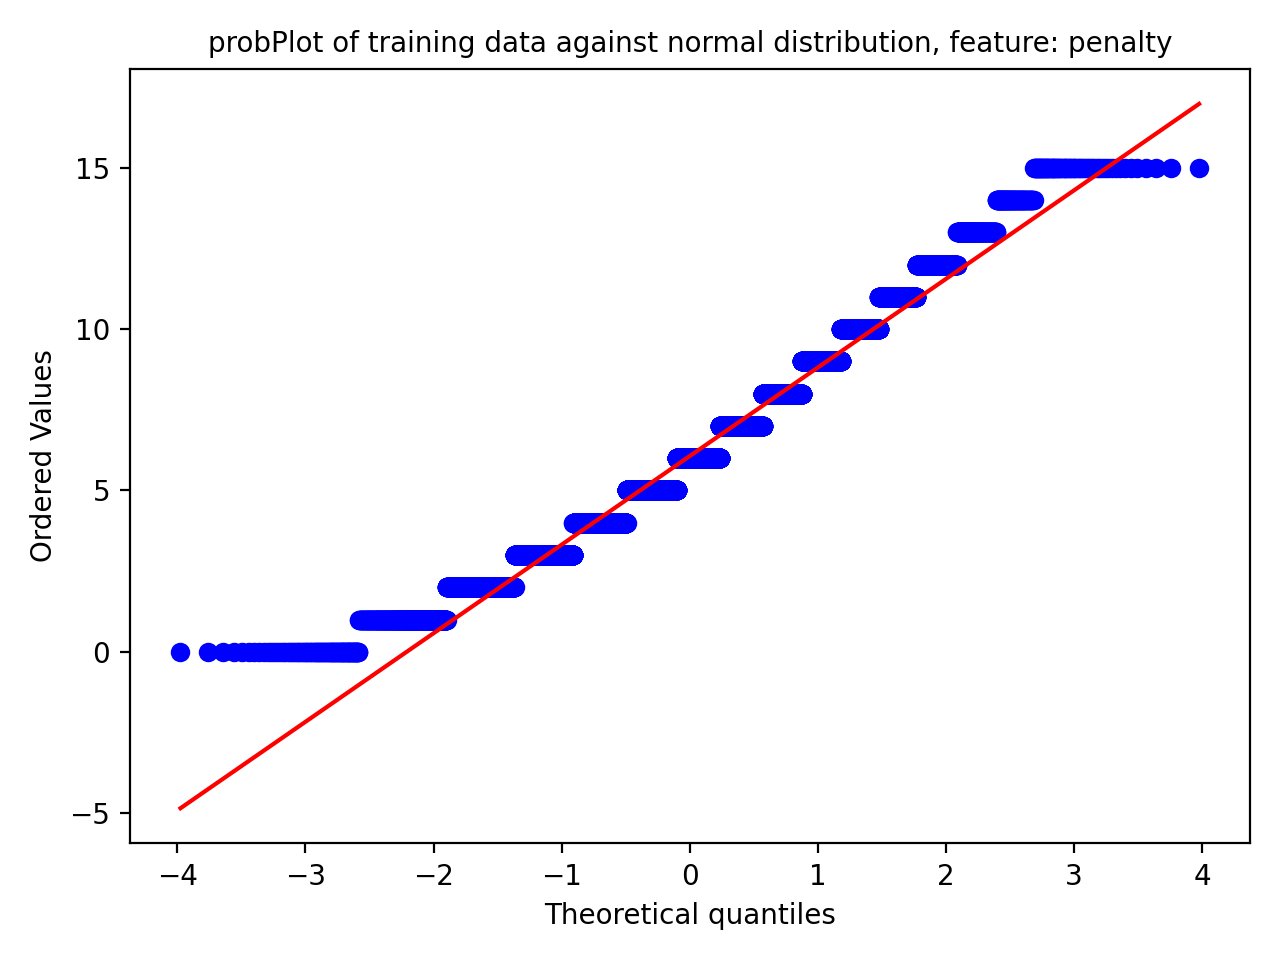 probPlot of training data against normal distribution, feature: penalty
Ordered Values
15
10
5
0
−5
−4 −3 −2 −1 0 1 2 3 4
Theoretical quantiles